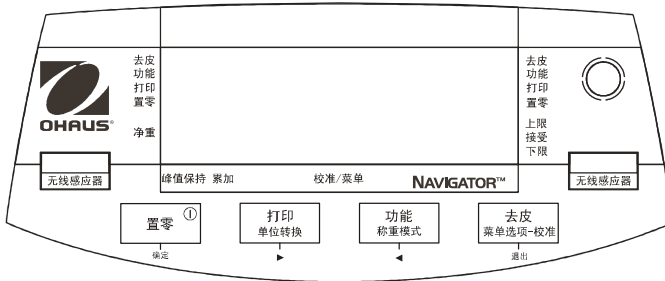 去皮
功能
打印
置零
净重
OHAUS®
无线感应器
去皮
功能
打印
置零
上限
接受
下限
无线感应器
峰值保持 累加 校准/菜单 NAVIGATOR™
置零
确定
打印
单位转换
▶
功能
称重模式
◀
去皮
菜单选项-校准
退出